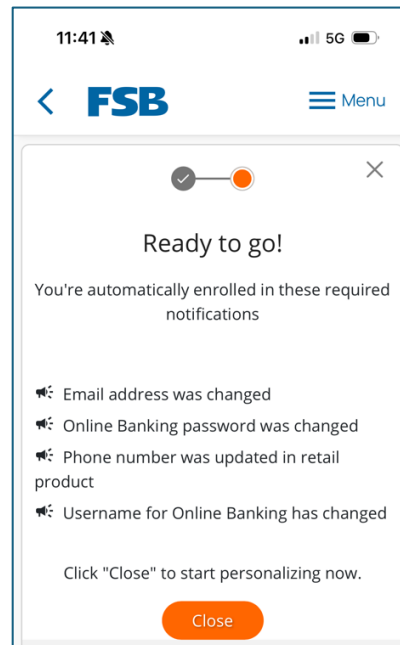 11:41
5G
FSB
Menu
Ready to go!
You're automatically enrolled in these required
notifications
Email address was changed
Online Banking password was changed
Phone number was updated in retail
product
Username for Online Banking has changed
Click "Close" to start personalizing now.
Close